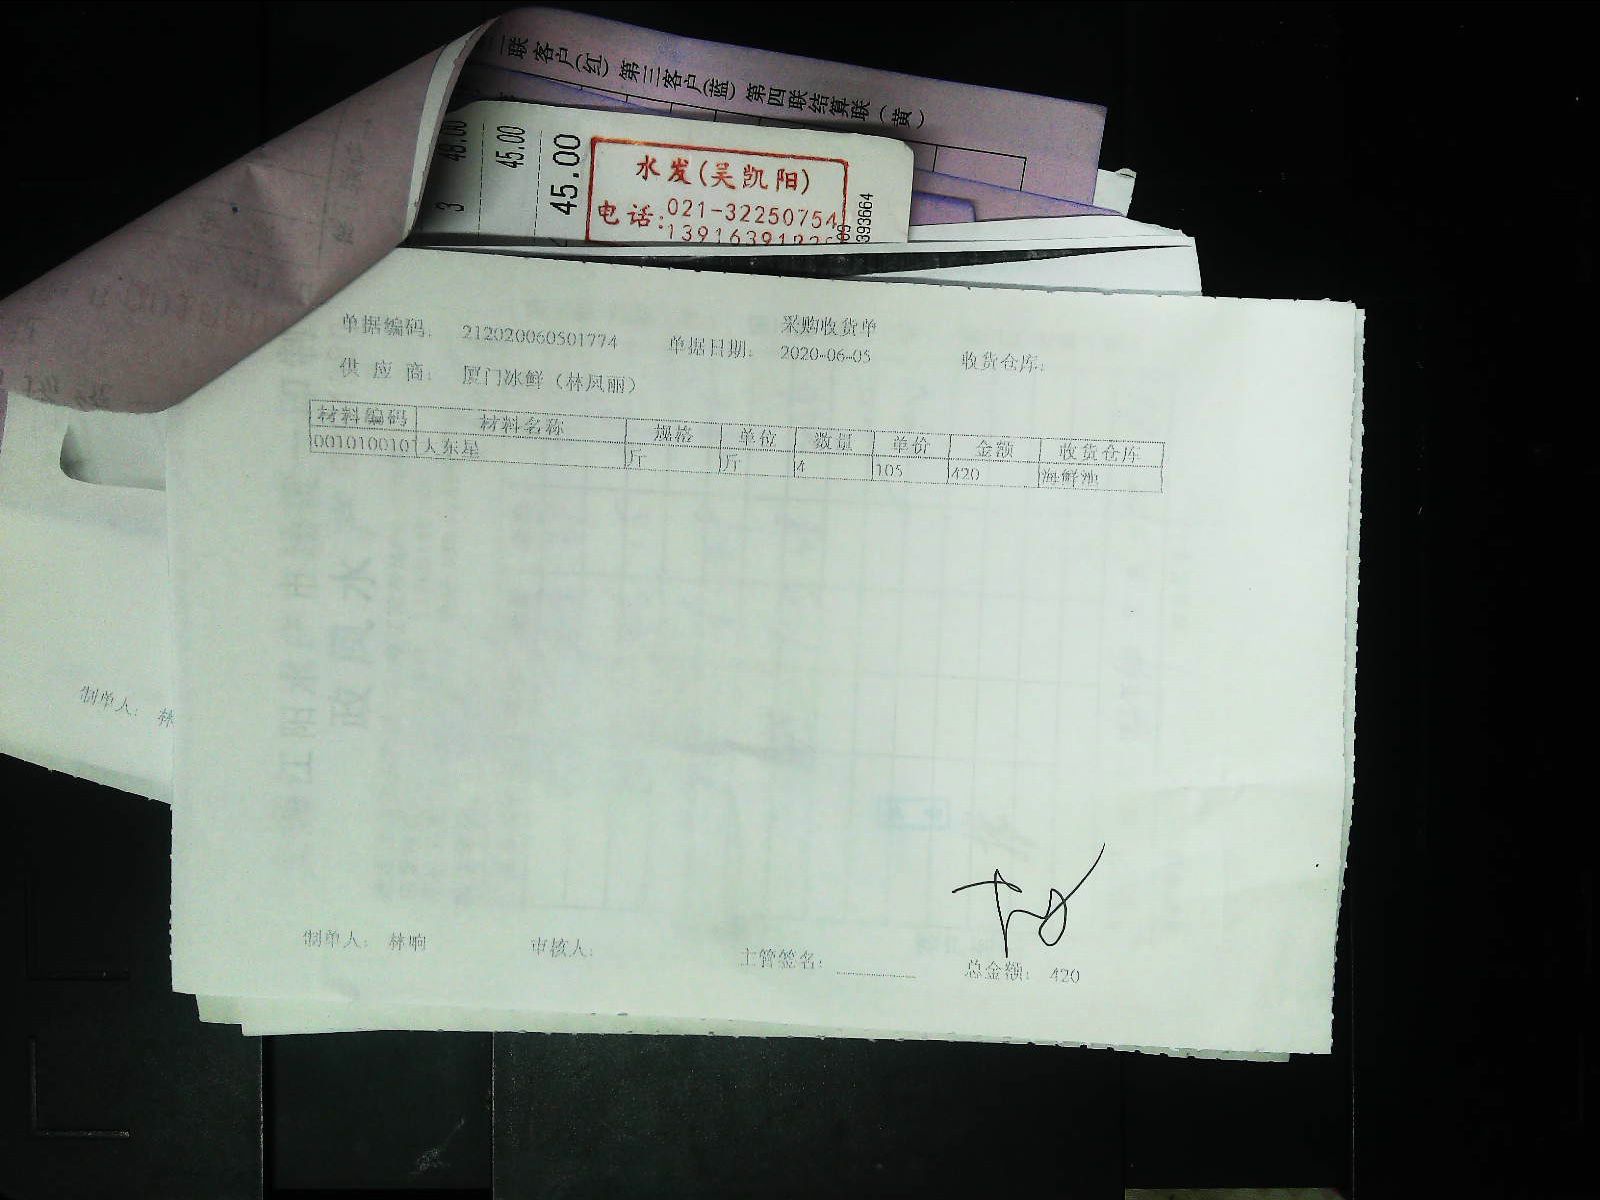 二联客户(红) 第三客户(蓝) 第四联结算联(黄)
3
45.00
45.00
水发(吴凯阳)
电话:021-32250754
393664
采购收货单
单据编码: 212020060501774 单据日期: 2020-06-05 收货仓库:
供应商: 厦门冰鲜(林凤丽)
材料编码 材料名称 规格 单位 数量 单价 金额 收货仓库
001010010 大东星 斤 斤 4 105 420 海鲜池
制单人: 林
制单人: 林响 审核人: 主管签名: 总金额: 420